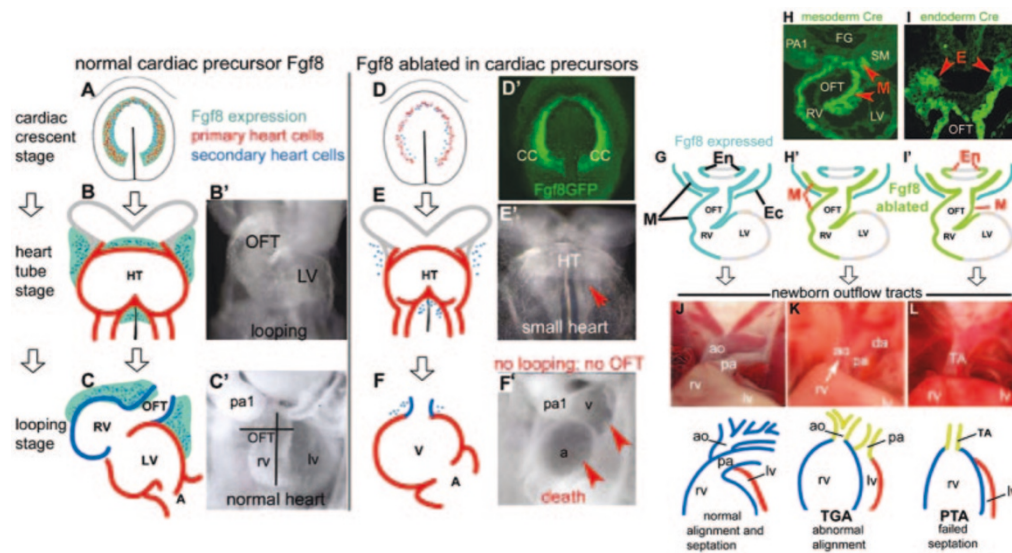 normal cardiac precursor Fgf8
A
cardiac
crescent
stage
Fgf8 expression
primary heart cells
secondary heart cells
B
B'
heart
tube
stage
HT
OFT
LV
looping
C
C'
looping
stage
OFT
RV
LV
A
pa1
OFT
rv
lv
normal heart
Fgf8 ablated in cardiac precursors
D
D'
CC
CC
Fgf8GFP
E
E'
HT
HT
small heart
no looping; no OFT
F
F'
V
A
pa1
v
a
death
H mesoderm Cre
I endoderm Cre
PA1
FG
SM
OFT
M
RV
LV
E
OFT
G Fgf8 expressed
H'
I'
En
En
M
Ec
M
Fgf8
ablated
M
OFT
RV
LV
OFT
RV
LV
OFT
RV
LV
newborn outflow tracts
J
K
L
ao
pa
rv
lv
ao
da
pa
rv
lv
TA
rv
lv
ao
pa
lv
rv
ao
pa
rv
lv
TA
rv
lv
normal
alignment and
septation
TGA
abnormal
alignment
PTA
failed
septation